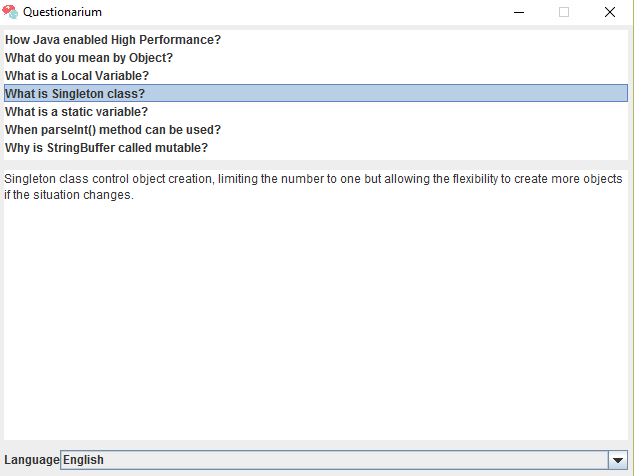 Questionarium
How Java enabled High Performance?
What do you mean by Object?
What is a Local Variable?
What is Singleton class?
What is a static variable?
When parseInt() method can be used?
Why is StringBuffer called mutable?
Singleton class control object creation, limiting the number to one but allowing the flexibility to create more objects
if the situation changes.
Language English